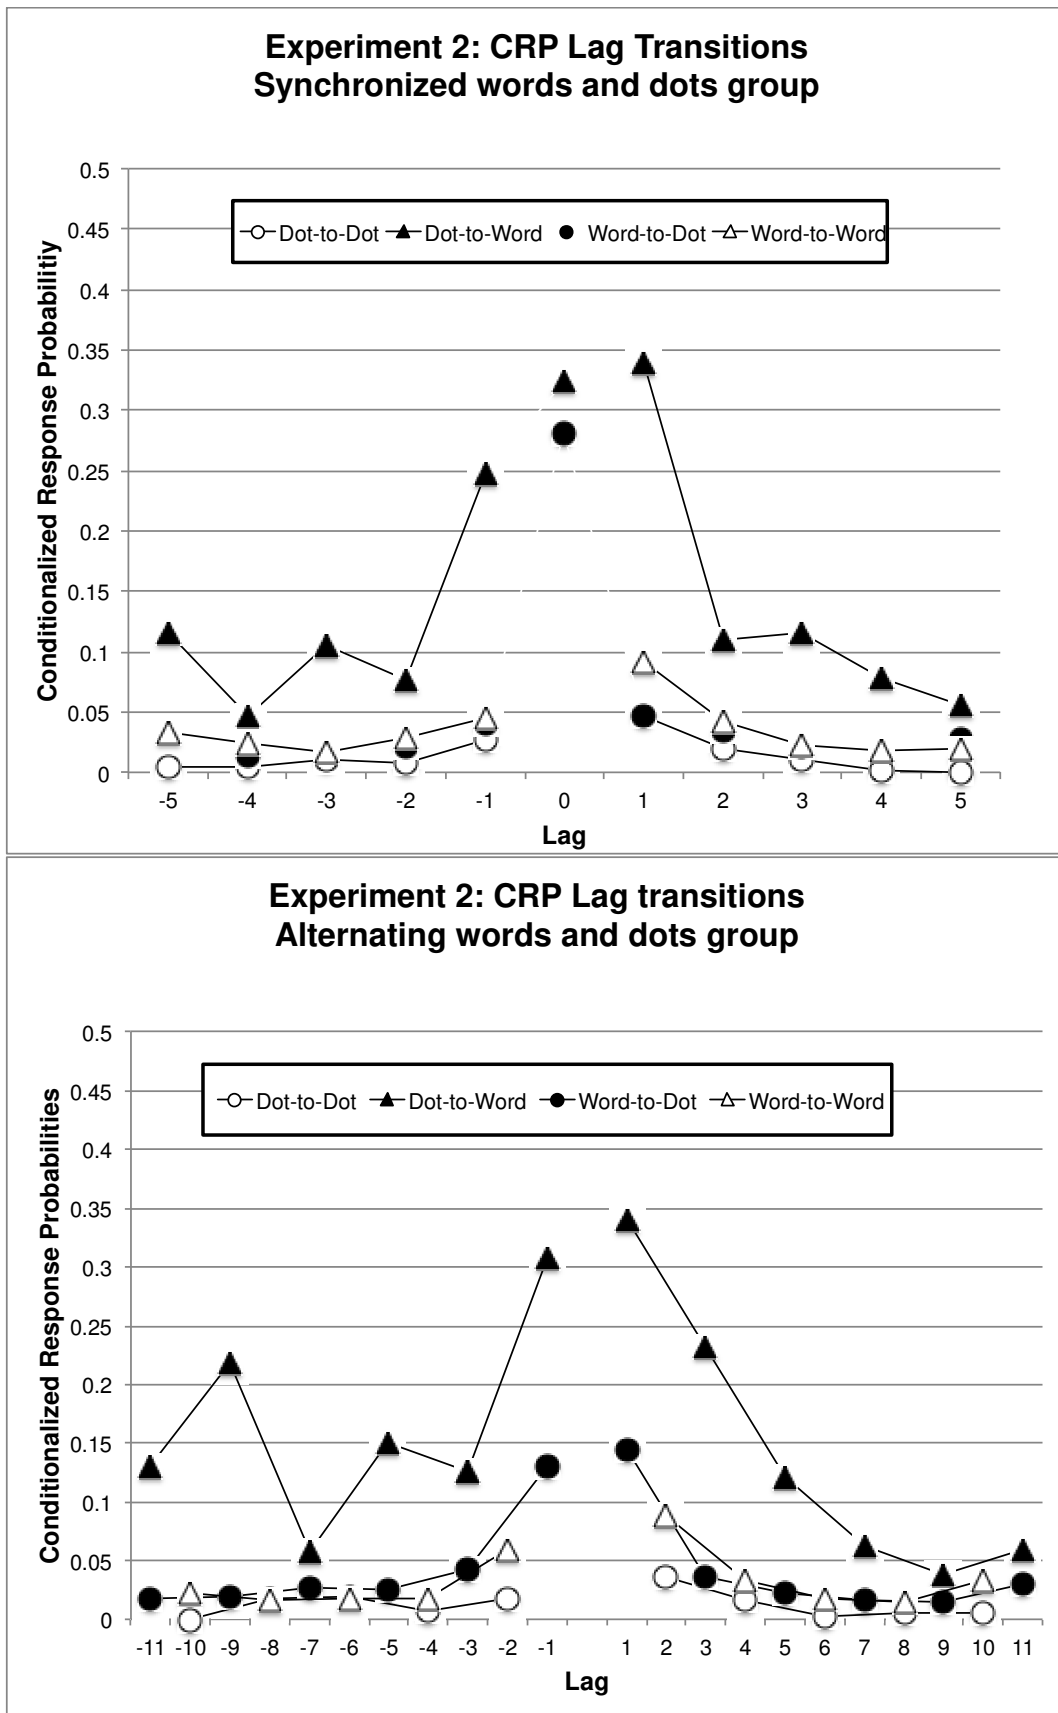 Experiment 2: CRP Lag Transitions
Synchronized words and dots group
Conditionalized Response Probabilitiy
0.5
0.45
0.4
0.35
0.3
0.25
0.2
0.15
0.1
0.05
0
Dot-to-Dot Dot-to-Word Word-to-Dot Word-to-Word
-5 -4 -3 -2 -1 0 1 2 3 4 5
Lag
Experiment 2: CRP Lag transitions
Alternating words and dots group
Conditionalized Response Probabilities
0.5
0.45
0.4
0.35
0.3
0.25
0.2
0.15
0.1
0.05
0
Dot-to-Dot Dot-to-Word Word-to-Dot Word-to-Word
-11 -10 -9 -8 -7 -6 -5 -4 -3 -2 -1 1 2 3 4 5 6 7 8 9 10 11
Lag